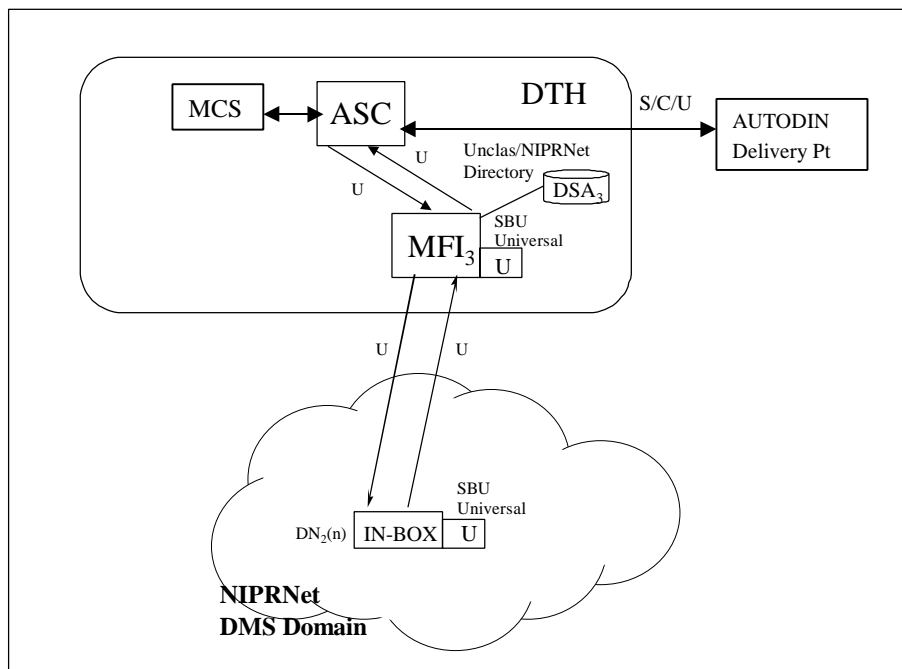 DTH
MCS
ASC
S/C/U
AUTODIN
Delivery Pt
U
U
Unclas/NIPRNet
Directory
DSA₃
MFI₃
SBU
Universal
U
U
U
SBU
Universal
DN₂(n)
IN-BOX
U
NIPRNet
DMS Domain